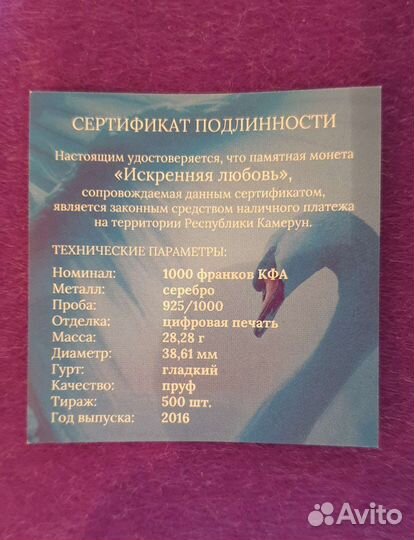 СЕРТИФИКАТ ПОДЛИННОСТИ
Настоящим удостоверяется, что памятная монета
«Искренняя любовь»,
сопровождаемая данным сертификатом,
является законным средством наличного платежа
на территории Республики Камерун.
ТЕХНИЧЕСКИЕ ПАРАМЕТРЫ:
Номинал: 1000 франков КФА
Металл: серебро
Проба: 925/1000
Отделка: цифровая печать
Масса: 28,28 г
Диаметр: 38,61 мм
Гурт: гладкий
Качество: пруф
Тираж: 500 шт.
Год выпуска: 2016
Avito